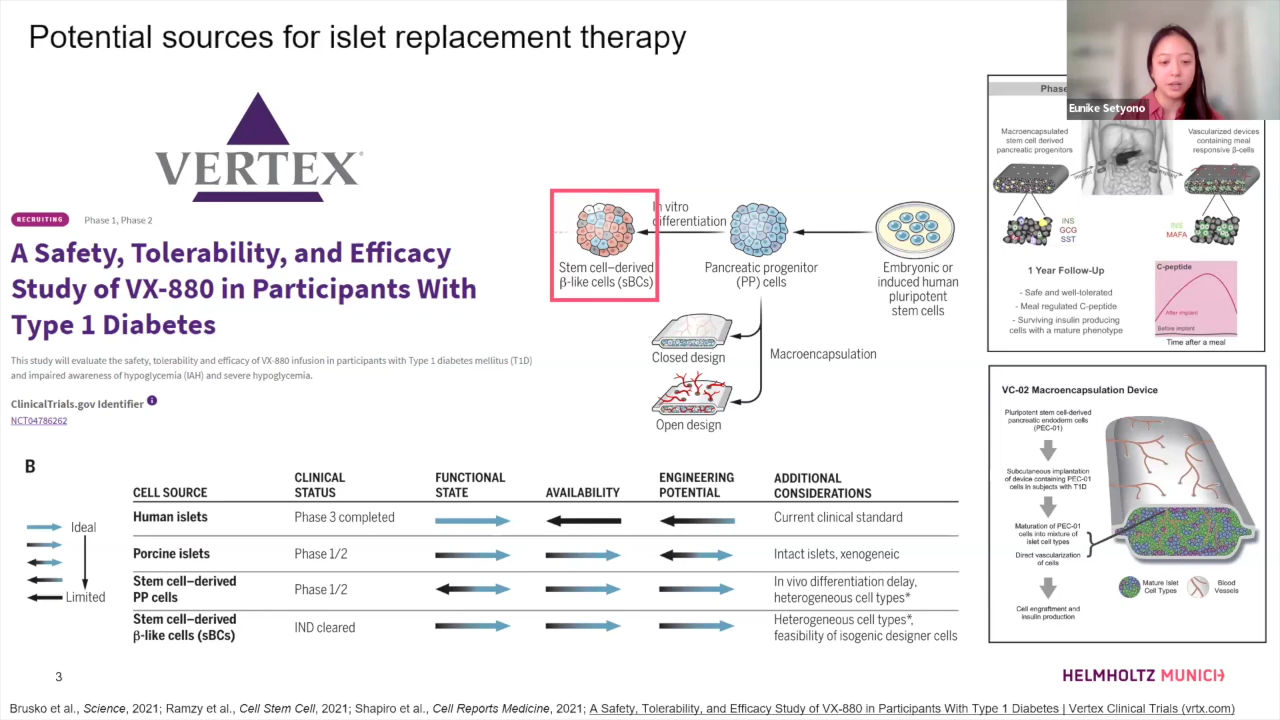 Potential sources for islet replacement therapy
Eunike Setyono
VERTEX
RECRUITING Phase 1, Phase 2
A Safety, Tolerability, and Efficacy
Study of VX-880 in Participants With
Type 1 Diabetes
This study will evaluate the safety, tolerability and efficacy of VX-880 infusion in participants with Type 1 diabetes mellitus (T1D)
and impaired awareness of hypoglycemia (IAH) and severe hypoglycemia.
ClinicalTrials.gov Identifier
NCT04786262
In vitro
differentiation
Stem cell–derived
β-like cells (sBCs)
Pancreatic progenitor
(PP) cells
Embryonic or
induced human
pluripotent
stem cells
Closed design
Macroencapsulation
Open design
Phase
Macroencapsulated
stem cell derived
pancreatic progenitors
Vascularized devices
containing meal
responsive β-cells
Implant
INS
GCG
SST
INS
MAFA
1 Year Follow-Up
- Safe and well-tolerated
- Meal regulated C-peptide
- Surviving insulin producing
cells with a mature phenotype
C-peptide
After implant
Before implant
Time after a meal
VC-02 Macroencapsulation Device
Pluripotent stem cell-derived
pancreatic endoderm cells
(PEC-01)
Subcutaneous implantation
of device containing PEC-01
cells in subjects with T1D
Maturation of PEC-01
cells into mixture of
islet cell types
Direct vascularization
of cells
Cell engraftment and
insulin production
Mature Islet
Cell Types
Blood
Vessels
B
Ideal
Limited
CELL SOURCE CLINICAL STATUS FUNCTIONAL STATE AVAILABILITY ENGINEERING POTENTIAL ADDITIONAL CONSIDERATIONS
Human islets Phase 3 completed Current clinical standard
Porcine islets Phase 1/2 Intact islets, xenogeneic
Stem cell–derived PP cells Phase 1/2 In vivo differentiation delay, heterogeneous cell types*
Stem cell–derived β-like cells (sBCs) IND cleared Heterogeneous cell types*, feasibility of isogenic designer cells
3
HELMHOLTZ MUNICH
Brusko et al., Science, 2021; Ramzy et al., Cell Stem Cell, 2021; Shapiro et al., Cell Reports Medicine, 2021; A Safety, Tolerability, and Efficacy Study of VX-880 in Participants With Type 1 Diabetes | Vertex Clinical Trials (vrtx.com)